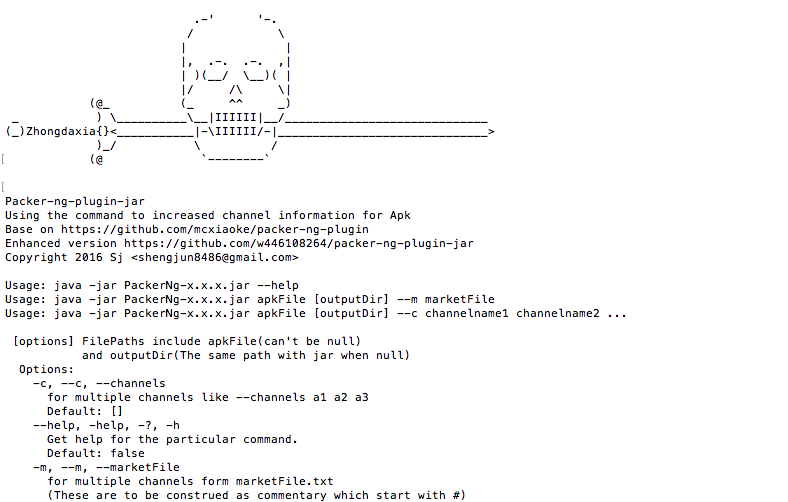 .-'      '-.
                          /            \
                         |              |
                         |,  .-.  .-.  ,|
                         | )(__/  \__)( |
                         |/     /\     \|
            (@_          (_     ^^     _)
 _           ) \__________\__|IIIIII|__/_____________________________
(_)Zhongdaxia{}<___________|-\IIIIII/-|______________________________>
             )_/           \          /
[            (@             `--------`

[
Packer-ng-plugin-jar
Using the command to increased channel information for Apk
Base on https://github.com/mcxiaoke/packer-ng-plugin
Enhanced version https://github.com/w446108264/packer-ng-plugin-jar
Copyright 2016 Sj <shengjun8486@gmail.com>

Usage: java -jar PackerNg-x.x.x.jar --help
Usage: java -jar PackerNg-x.x.x.jar apkFile [outputDir] --m marketFile
Usage: java -jar PackerNg-x.x.x.jar apkFile [outputDir] --c channelname1 channelname2 ...

 [options] FilePaths include apkFile(can't be null)
           and outputDir(The same path with jar when null)
  Options:
    -c, --c, --channels
      for multiple channels like --channels a1 a2 a3
      Default: []
    --help, -help, -?, -h
      Get help for the particular command.
      Default: false
    -m, --m, --marketFile
      for multiple channels form marketFile.txt
      (These are to be construed as commentary which start with #)